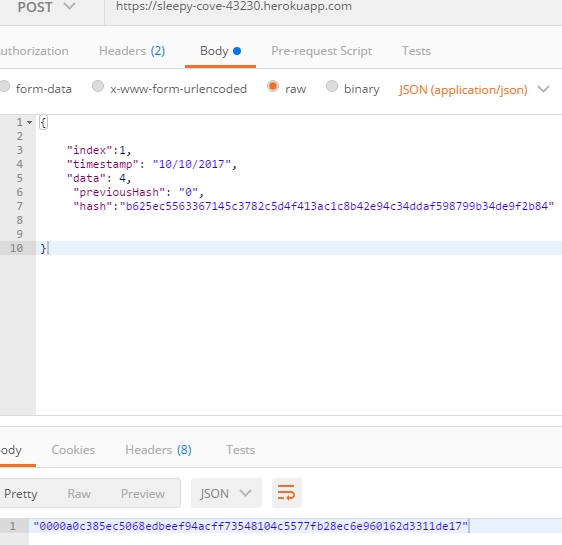 POST https://sleepy-cove-43230.herokuapp.com
uthorization Headers (2) Body Pre-request Script Tests
form-data x-www-form-urlencoded raw binary JSON (application/json)
1 {
2
3 "index":1,
4 "timestamp": "10/10/2017",
5 "data": 4,
6 "previousHash": "0",
7 "hash":"b625ec5563367145c3782c5d4f413ac1c8b42e94c34ddaf598799b34de9f2b84"
8
9
10 }
ody Cookies Headers (8) Tests
Pretty Raw Preview JSON
1 "0000a0c385ec5068edbeef94acff73548104c5577fb28ec6e960162d3311de17"